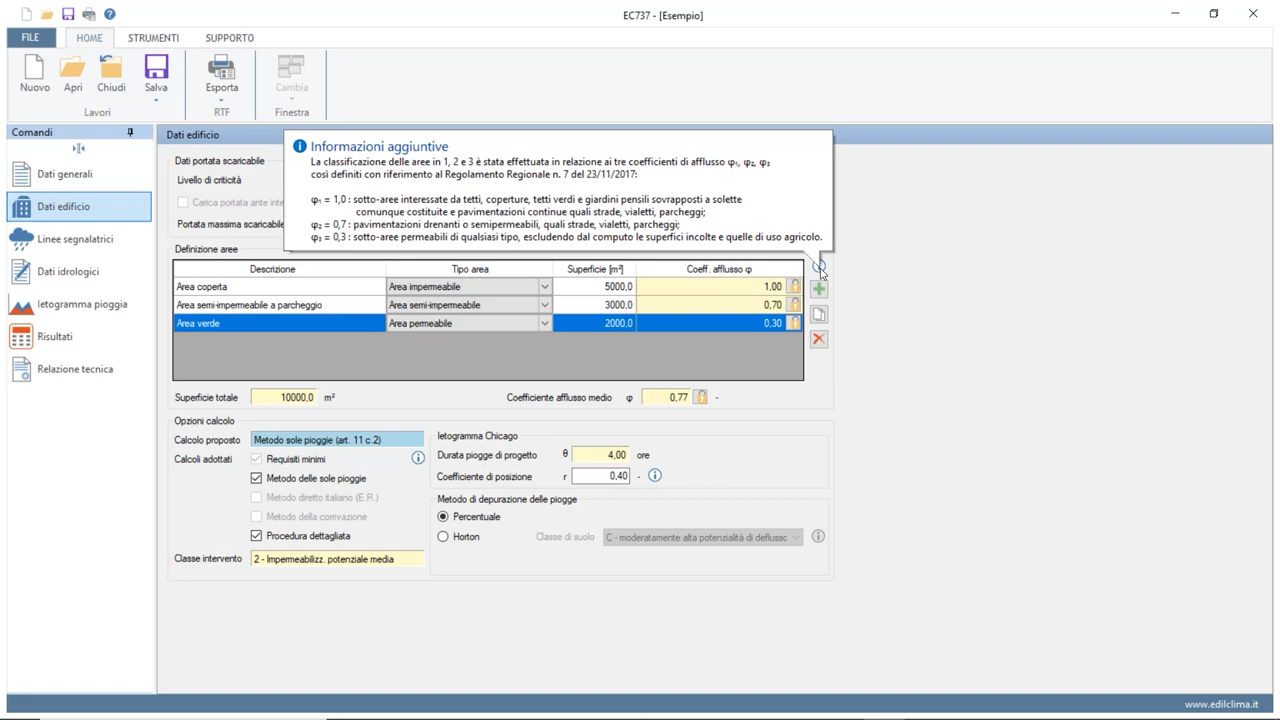 EC737 - [Esempio]
FILE
HOME
STRUMENTI
SUPPORTO
Nuovo
Apri
Chiudi
Salva
Esporta
Cambia
Lavori
RTF
Finestra
Comandi
Dati edificio
Dati generali
Dati edificio
Linee segnalatrici
Dati idrologici
Ietogramma pioggia
Risultati
Relazione tecnica
Dati portata scaricabile
Livello di criticità
Carica portata ante inte
Portata massima scaricabile
Informazioni aggiuntive
La classificazione delle aree in 1, 2 e 3 è stata effettuata in relazione ai tre coefficienti di afflusso φ₁, φ₂, φ₃
così definiti con riferimento al Regolamento Regionale n. 7 del 23/11/2017:
φ₁ = 1,0 : sotto-aree interessate da tetti, coperture, tetti verdi e giardini pensili sovrapposti a solette
comunque costituite e pavimentazioni continue quali strade, vialetti, parcheggi;
φ₂ = 0,7 : pavimentazioni drenanti o semipermeabili, quali strade, vialetti, parcheggi;
φ₃ = 0,3 : sotto-aree permeabili di qualsiasi tipo, escludendo dal computo le superfici incolte e quelle di uso agricolo.
Definizione aree
Descrizione Tipo area Superficie [m²] Coeff. afflusso φ
Area coperta Area impermeabile 5000,0 1,00
Area semi-impermeabile a parcheggio Area semi-impermeabile 3000,0 0,70
Area verde Area permeabile 2000,0 0,30
Superficie totale 10000,0 m² Coefficiente afflusso medio φ 0,77 -
Opzioni calcolo
Calcolo proposto Metodo sole piogge (art. 11 c.2)
Calcoli adottati Requisiti minimi
Metodo delle sole piogge
Metodo diretto italiano (E.R.)
Metodo della corrivazione
Procedura dettagliata
Classe intervento 2 - Impermeabilizz. potenziale media
Ietogramma Chicago
Durata piogge di progetto θ 4,00 ore
Coefficiente di posizione r 0,40 -
Metodo di depurazione delle piogge
Percentuale
Horton Classe di suolo C - moderatamente alta potenzialità di deflusso
www.edilclima.it